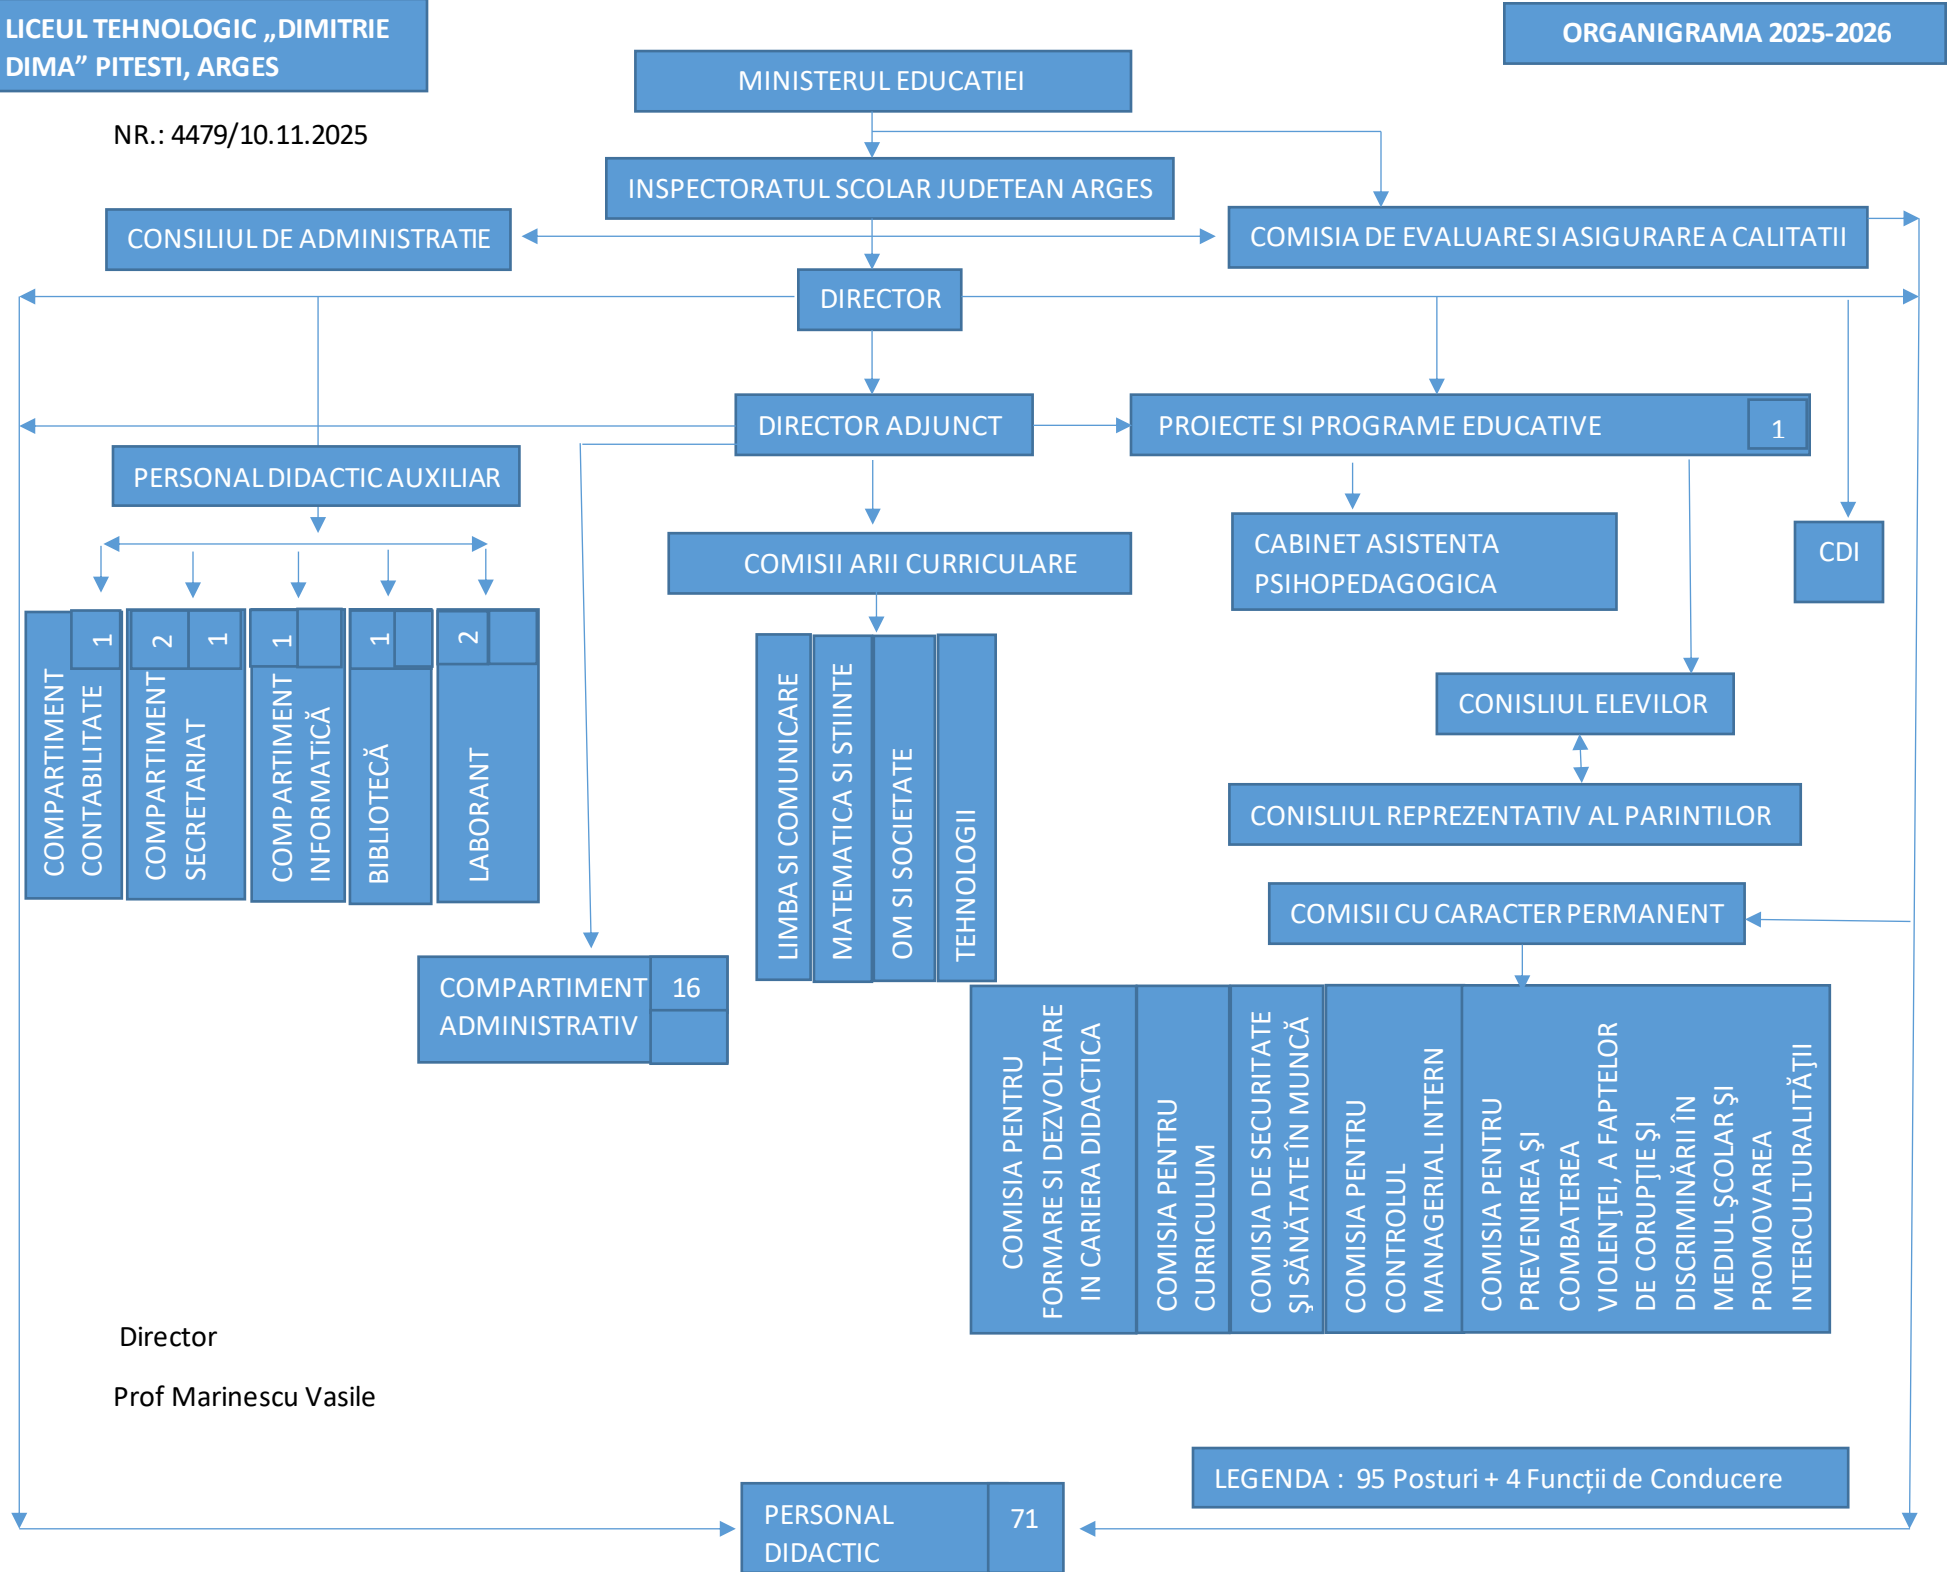 LICEUL TEHNOLOGIC „DIMITRIE
DIMA” PITESTI, ARGES
ORGANIGRAMA 2025-2026
NR.: 4479/10.11.2025
MINISTERUL EDUCATIEI
INSPECTORATUL SCOLAR JUDETEAN ARGES
CONSILIUL DE ADMINISTRATIE
COMISIA DE EVALUARE SI ASIGURARE A CALITATII
DIRECTOR
DIRECTOR ADJUNCT
PROIECTE SI PROGRAME EDUCATIVE
1
PERSONAL DIDACTIC AUXILIAR
COMISII ARII CURRICULARE
CABINET ASISTENTA
PSIHOPEDAGOGICA
CDI
COMPARTIMENT
CONTABILITATE
1
COMPARTIMENT
SECRETARIAT
2
1
COMPARTIMENT
INFORMATiCĂ
1
BIBLIOTECĂ
1
LABORANT
2
LIMBA SI COMUNICARE
MATEMATICA SI STIINTE
OM SI SOCIETATE
TEHNOLOGII
CONISLIUL ELEVILOR
CONISLIUL REPREZENTATIV AL PARINTILOR
COMISII CU CARACTER PERMANENT
COMPARTIMENT
ADMINISTRATIV
16
COMISIA PENTRU
FORMARE SI DEZVOLTARE
IN CARIERA DIDACTICA
COMISIA PENTRU
CURRICULUM
COMISIA DE SECURITATE
ŞI SĂNĂTATE ÎN MUNCĂ
COMISIA PENTRU
CONTROLUL
MANAGERIAL INTERN
COMISIA PENTRU
PREVENIREA ŞI
COMBATEREA
VIOLENŢEI, A FAPTELOR
DE CORUPŢIE ŞI
DISCRIMINĂRII ÎN
MEDIUL ŞCOLAR ŞI
PROMOVAREA
INTERCULTURALITĂŢII
Director
Prof Marinescu Vasile
LEGENDA : 95 Posturi + 4 Funcții de Conducere
PERSONAL
DIDACTIC
71